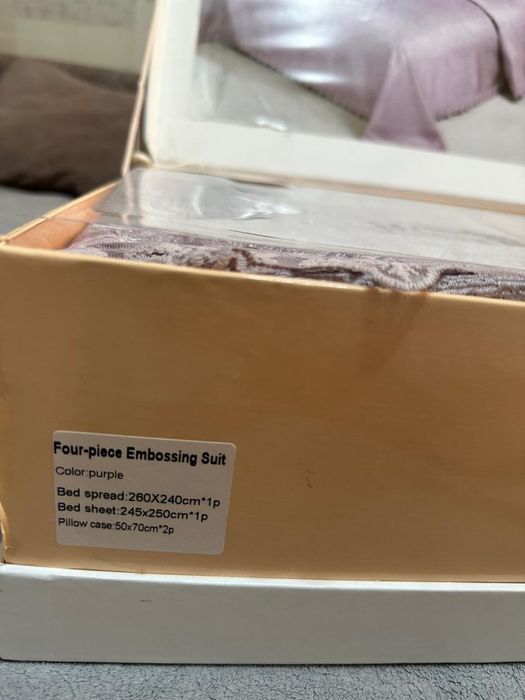 Four-piece Embossing Suit
Color:purple
Bed spread:260X240cm*1p
Bed sheet:245x250cm*1p
Pillow case:50x70cm*2p